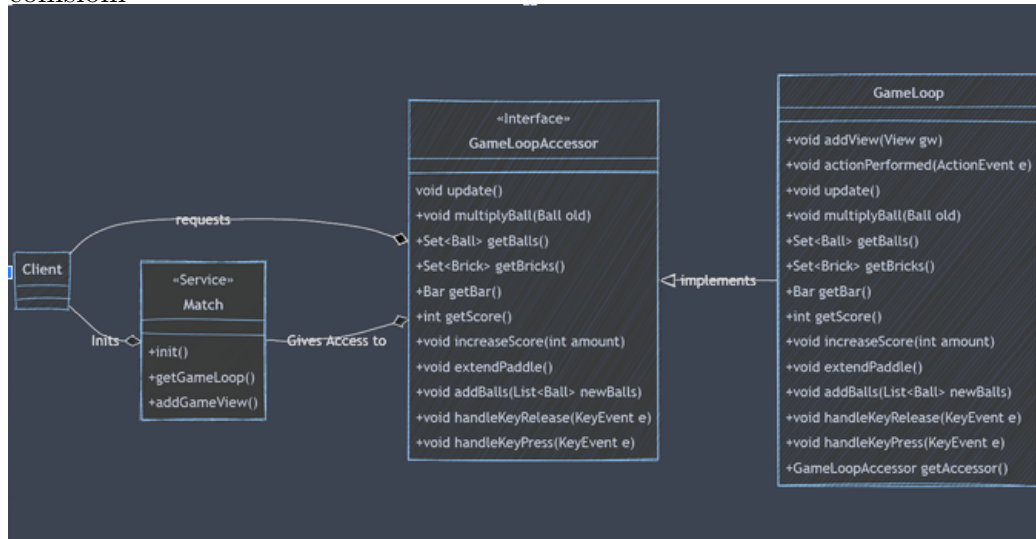 requests
Client
Inits
«Service»
Match
+init()
+getGameLoop()
+addGameView()
Gives Access to
«Interface»
GameLoopAccessor
void update()
+void multiplyBall(Ball old)
+Set<Ball> getBalls()
+Set<Brick> getBricks()
+Bar getBar()
+int getScore()
+void increaseScore(int amount)
+void extendPaddle()
+void addBalls(List<Ball> newBalls)
+void handleKeyRelease(KeyEvent e)
+void handleKeyPress(KeyEvent e)
implements
GameLoop
+void addView(View gw)
+void actionPerformed(ActionEvent e)
+void update()
+void multiplyBall(Ball old)
+Set<Ball> getBalls()
+Set<Brick> getBricks()
+Bar getBar()
+int getScore()
+void increaseScore(int amount)
+void extendPaddle()
+void addBalls(List<Ball> newBalls)
+void handleKeyRelease(KeyEvent e)
+void handleKeyPress(KeyEvent e)
+GameLoopAccessor getAccessor()